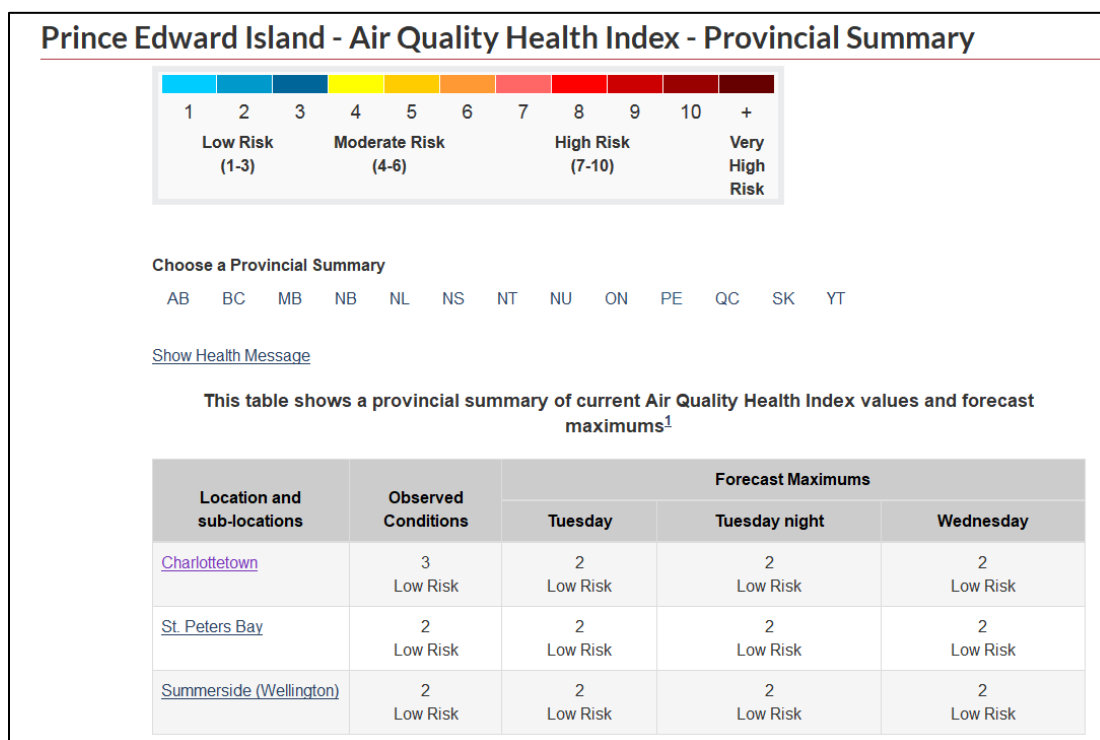 Prince Edward Island - Air Quality Health Index - Provincial Summary
1 2 3 4 5 6 7 8 9 10 +
Low Risk Moderate Risk High Risk Very
(1-3) (4-6) (7-10) High
Risk
Choose a Provincial Summary
AB BC MB NB NL NS NT NU ON PE QC SK YT
Show Health Message
This table shows a provincial summary of current Air Quality Health Index values and forecast
maximums1
Forecast Maximums
Location and Observed
sub-locations Conditions Tuesday Tuesday night Wednesday
Charlottetown 3 2 2 2
Low Risk Low Risk Low Risk Low Risk
St. Peters Bay 2 2 2 2
Low Risk Low Risk Low Risk Low Risk
Summerside (Wellington) 2 2 2 2
Low Risk Low Risk Low Risk Low Risk